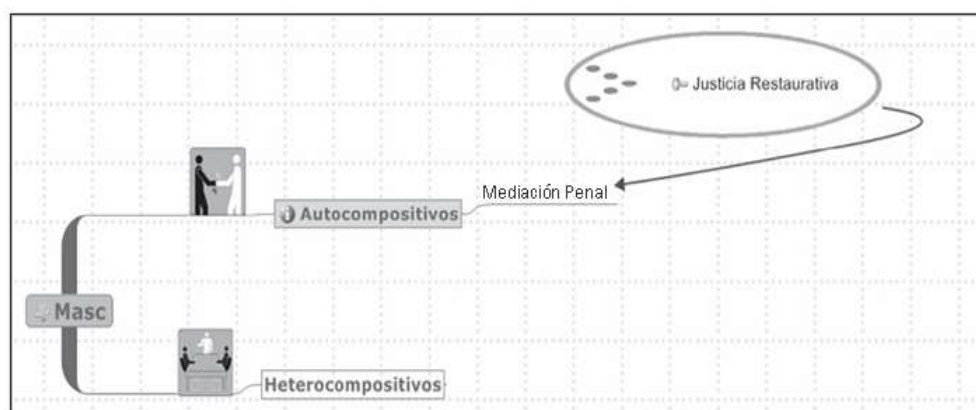 Justicia Restaurativa
Mediación Penal
Autocompositivos
Masc
Heterocompositivos